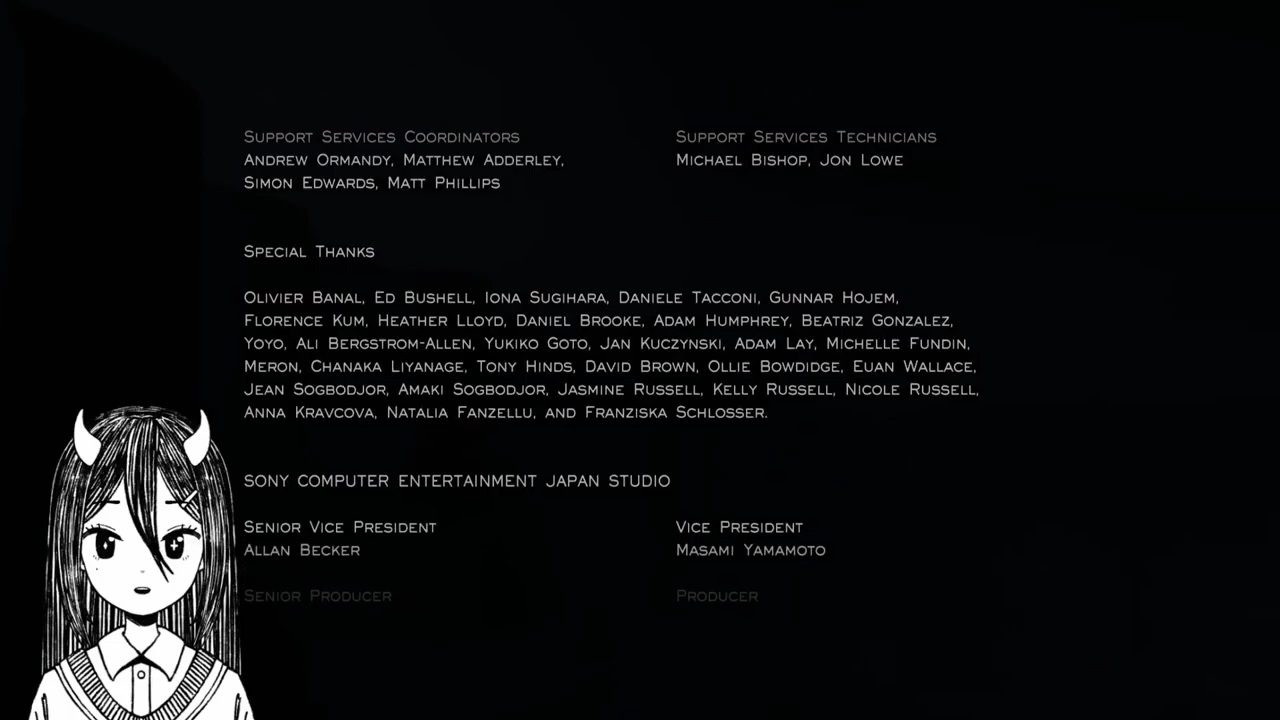 SUPPORT SERVICES COORDINATORS
ANDREW ORMANDY, MATTHEW ADDERLEY,
SIMON EDWARDS, MATT PHILLIPS
SUPPORT SERVICES TECHNICIANS
MICHAEL BISHOP, JON LOWE
SPECIAL THANKS
OLIVIER BANAL, ED BUSHELL, IONA SUGIHARA, DANIELE TACCONI, GUNNAR HOJEM,
FLORENCE KUM, HEATHER LLOYD, DANIEL BROOKE, ADAM HUMPHREY, BEATRIZ GONZALEZ,
YOYO, ALI BERGSTROM-ALLEN, YUKIKO GOTO, JAN KUCZYNSKI, ADAM LAY, MICHELLE FUNDIN,
MERON, CHANAKA LIYANAGE, TONY HINDS, DAVID BROWN, OLLIE BOWDIDGE, EUAN WALLACE,
JEAN SOGBODJOR, AMAKI SOGBODJOR, JASMINE RUSSELL, KELLY RUSSELL, NICOLE RUSSELL,
ANNA KRAVCOVA, NATALIA FANZELLU, AND FRANZISKA SCHLOSSER.
SONY COMPUTER ENTERTAINMENT JAPAN STUDIO
SENIOR VICE PRESIDENT
ALLAN BECKER
VICE PRESIDENT
MASAMI YAMAMOTO
SENIOR PRODUCER
PRODUCER